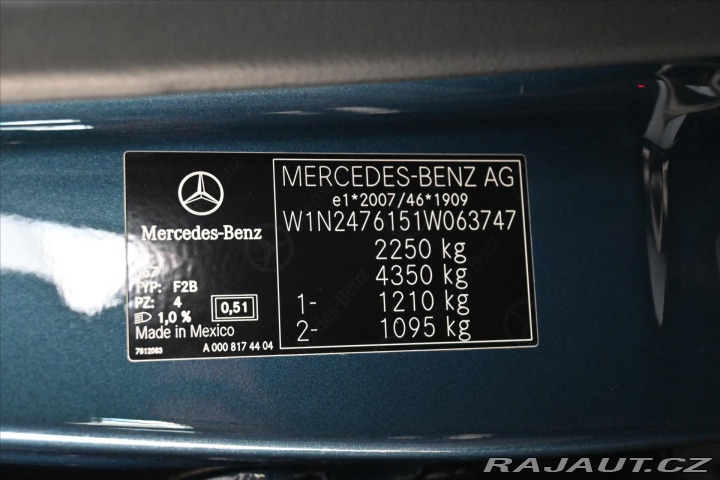 Mercedes-Benz
TYP: F2B
PZ: 4
1,0 %
0,51
Made in Mexico
7812083
A 000 817 44 04
MERCEDES-BENZ AG
e1*2007/46*1909
W1N2476151W063747
2250 kg
4350 kg
1- 1210 kg
2- 1095 kg
RAJAUT.CZ